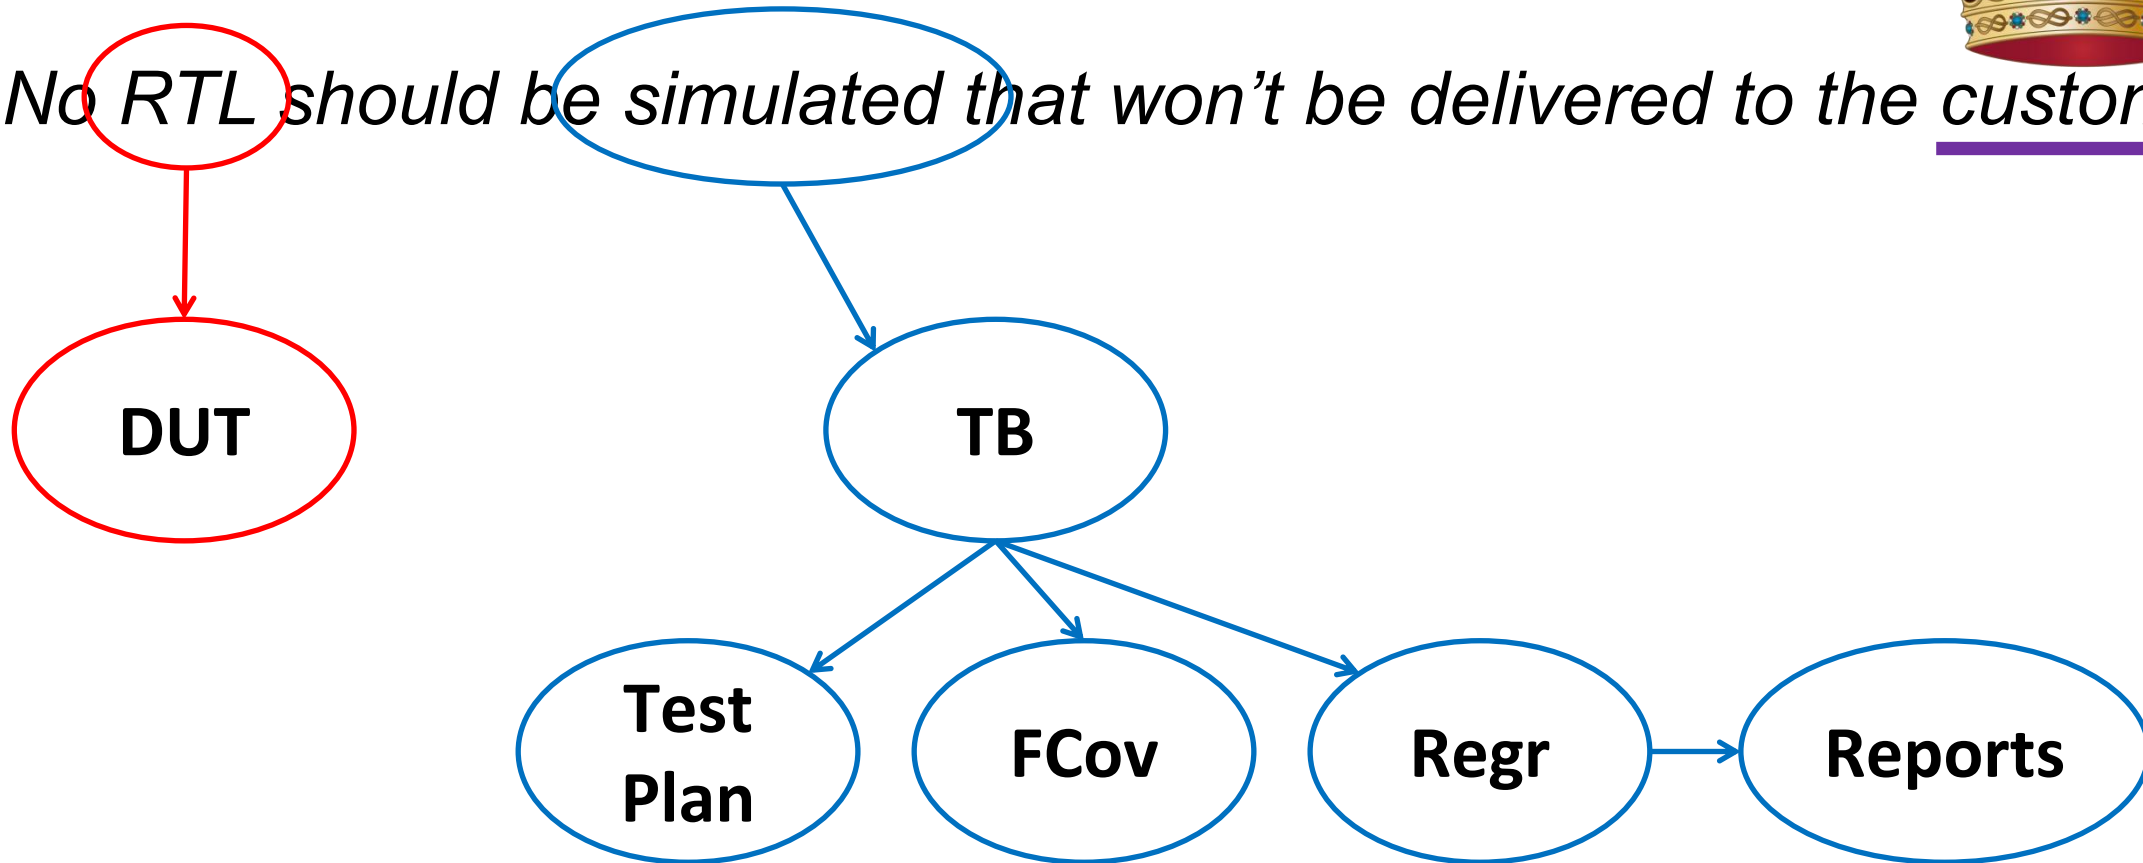 No RTL should be simulated that won’t be delivered to the
DUT
TB
Test
Plan
FCov
Regr
Reports